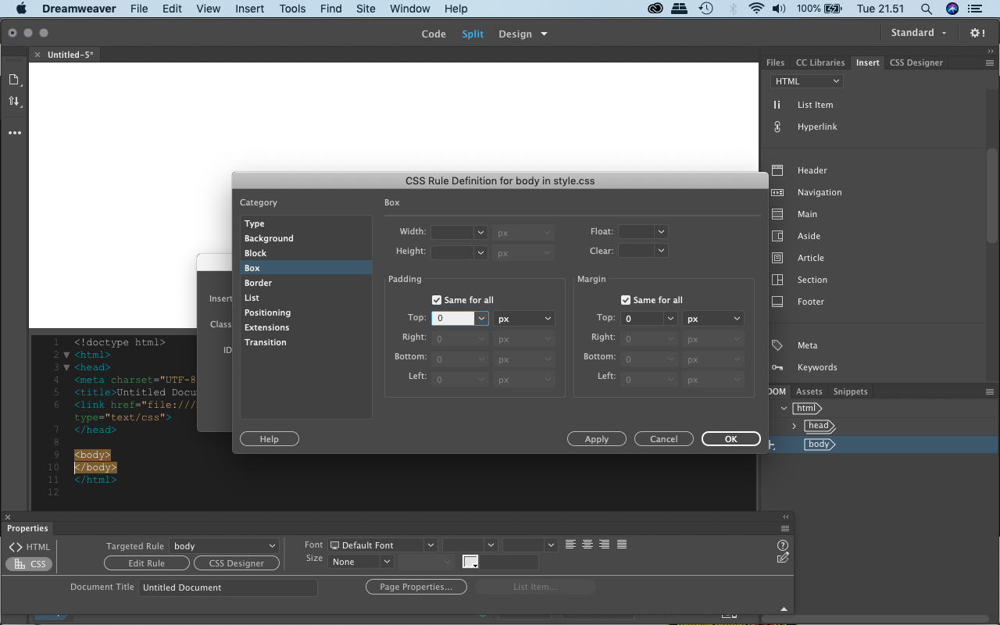 Dreamweaver File Edit View Insert Tools Find Site Window Help 100% Tue 21.51
Code Split Design Standard
Untitled-5*
Files CC Libraries Insert CSS Designer
HTML
List Item
Hyperlink
Header
Navigation
Main
Aside
Article
Section
Footer
Meta
Keywords
CSS Rule Definition for body in style.css
Category
Type
Background
Block
Box
Border
List
Positioning
Extensions
Transition
Box
Width: px Float:
Height: px Clear:
Padding
Same for all
Top: 0 px
Right: 0 px
Bottom: 0 px
Left: 0 px
Margin
Same for all
Top: 0 px
Right: 0 px
Bottom: 0 px
Left: 0 px
Help Apply Cancel OK
Insert
Class
ID
1 <!doctype html>
2 <html>
3 <head>
4 <meta charset="UTF-8
5 <title>Untitled Docu
6 <link href="file:///
type="text/css">
7 </head>
8
9 <body>
10 </body>
11 </html>
12
DOM Assets Snippets
html
head
body
Properties
HTML
CSS
Targeted Rule body
Edit Rule CSS Designer
Font Default Font
Size None
Document Title Untitled Document
Page Properties... List Item...